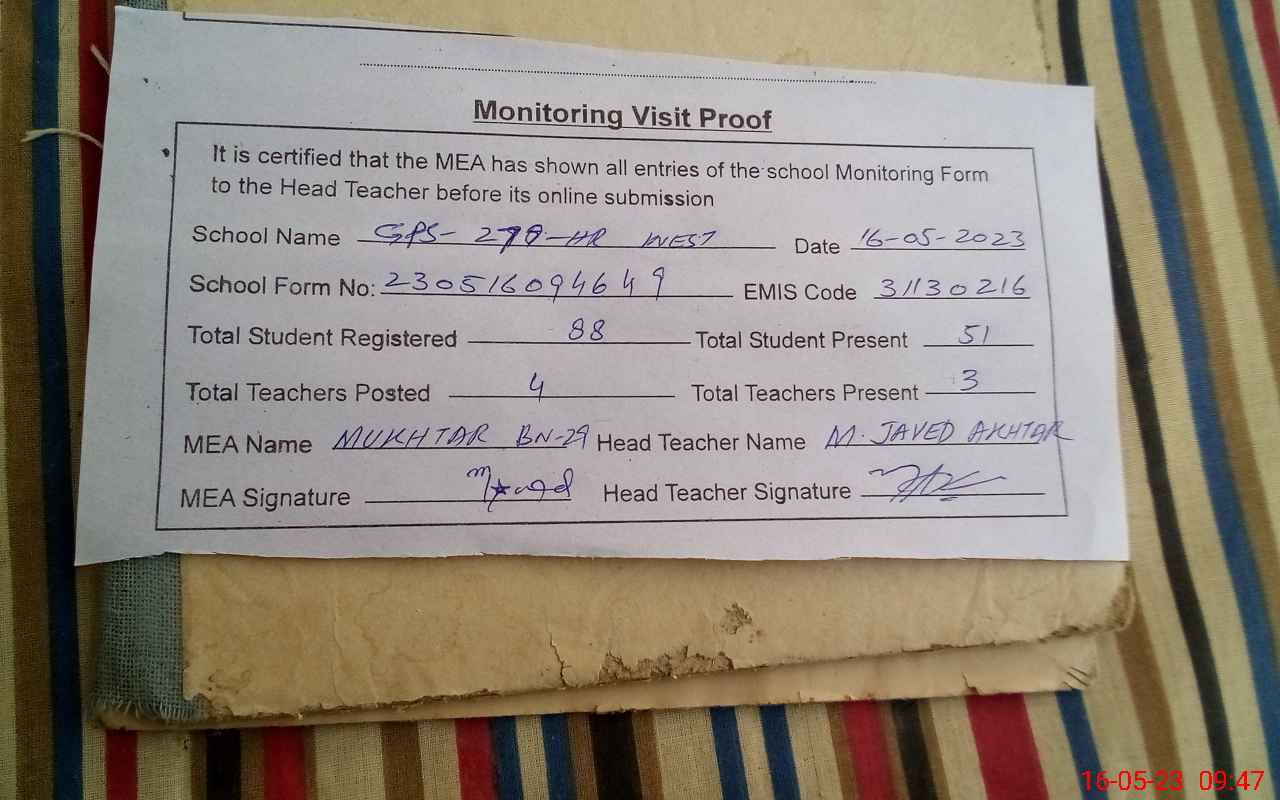 Monitoring Visit Proof
It is certified that the MEA has shown all entries of the school Monitoring Form
to the Head Teacher before its online submission
School Name GPS- 270-HR WEST Date 16-05-2023
School Form No: 230516094649 EMIS Code 31130216
Total Student Registered 88 Total Student Present 51
Total Teachers Posted 4 Total Teachers Present 3
MEA Name MUKHTAR BN-29 Head Teacher Name M. JAVED AKHTAR
MEA Signature Head Teacher Signature
16-05-23 09:47